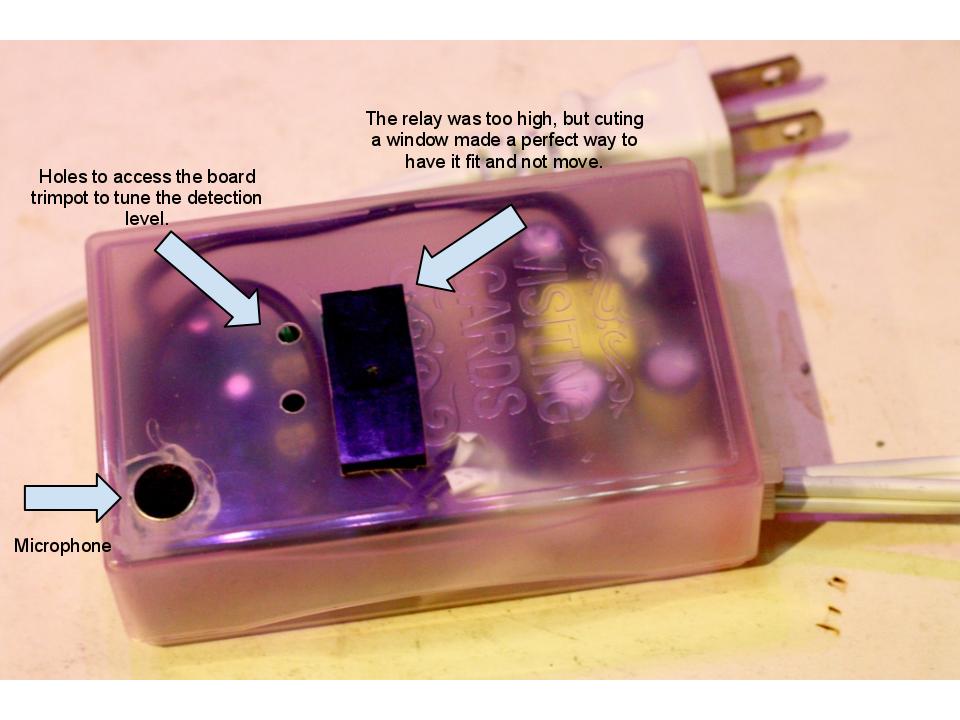 The relay was too high, but cuting
a window made a perfect way to
have it fit and not move.
Holes to access the board
trimpot to tune the detection
level.
VISITING
CARDS
Microphone